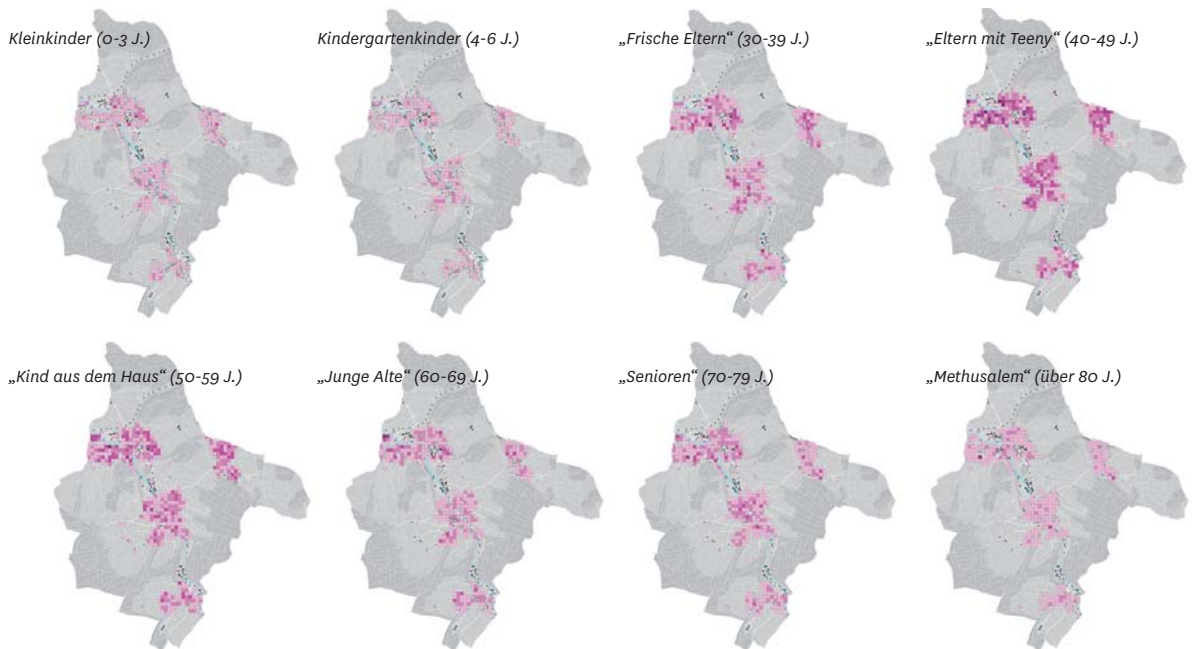 Kleinkinder (0-3 J.)
Kindergartenkinder (4-6 J.)
„Frische Eltern“ (30-39 J.)
„Eltern mit Teeny“ (40-49 J.)
„Kind aus dem Haus“ (50-59 J.)
„Junge Alte“ (60-69 J.)
„Senioren“ (70-79 J.)
„Methusalem“ (über 80 J.)